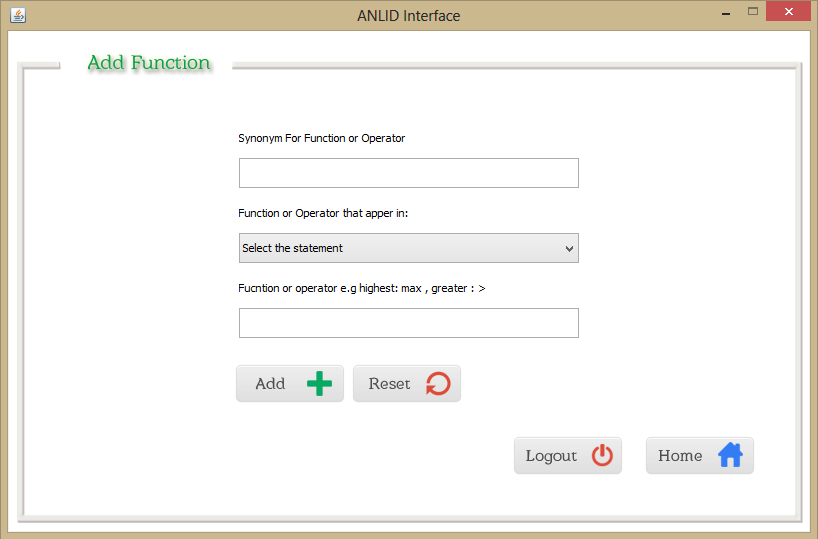 ANLID Interface
Add Function
Synonym For Function or Operator
Function or Operator that apper in:
Select the statement
Fucntion or operator e.g highest: max , greater : >
Add
Reset
Logout
Home